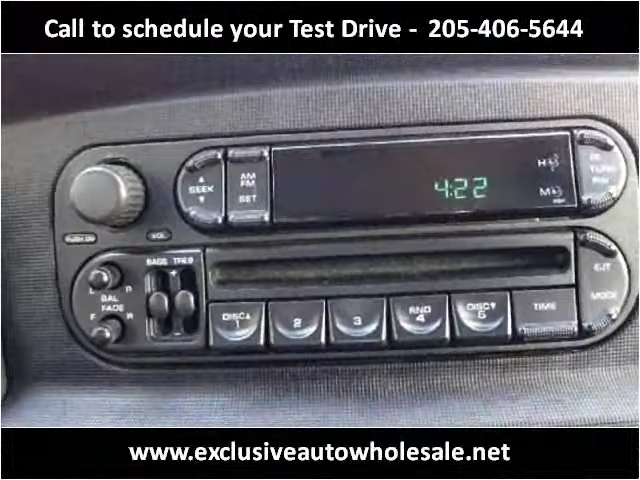 Call to schedule your Test Drive - 205-406-5644
4:22
H
M
SEEK
AM
FM
SET
PUSH ON
VOL
BASS TREB
L R
BAL
FADE
F R
EJT
MODE
DISC
1
2
3
RND
4
DISC
5
TIME
www.exclusiveautowholesale.net